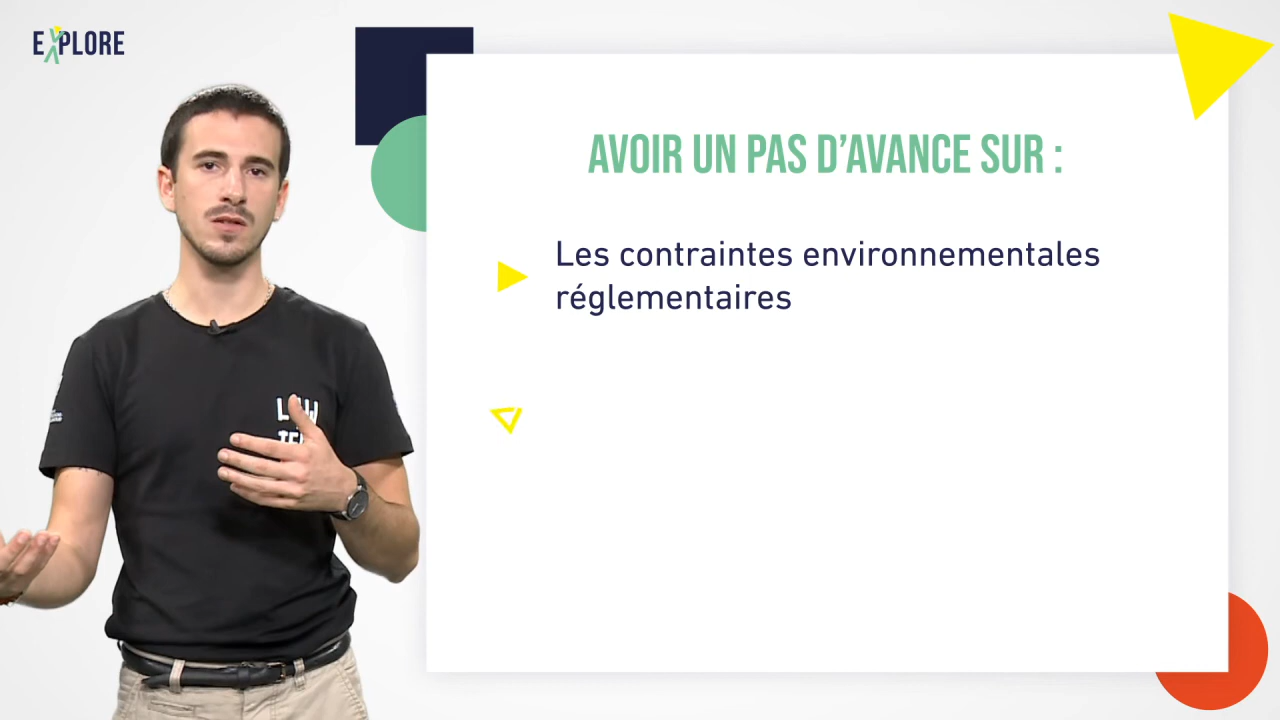 EXPLORE
AVOIR UN PAS D'AVANCE SUR :
Les contraintes environnementales
réglementaires